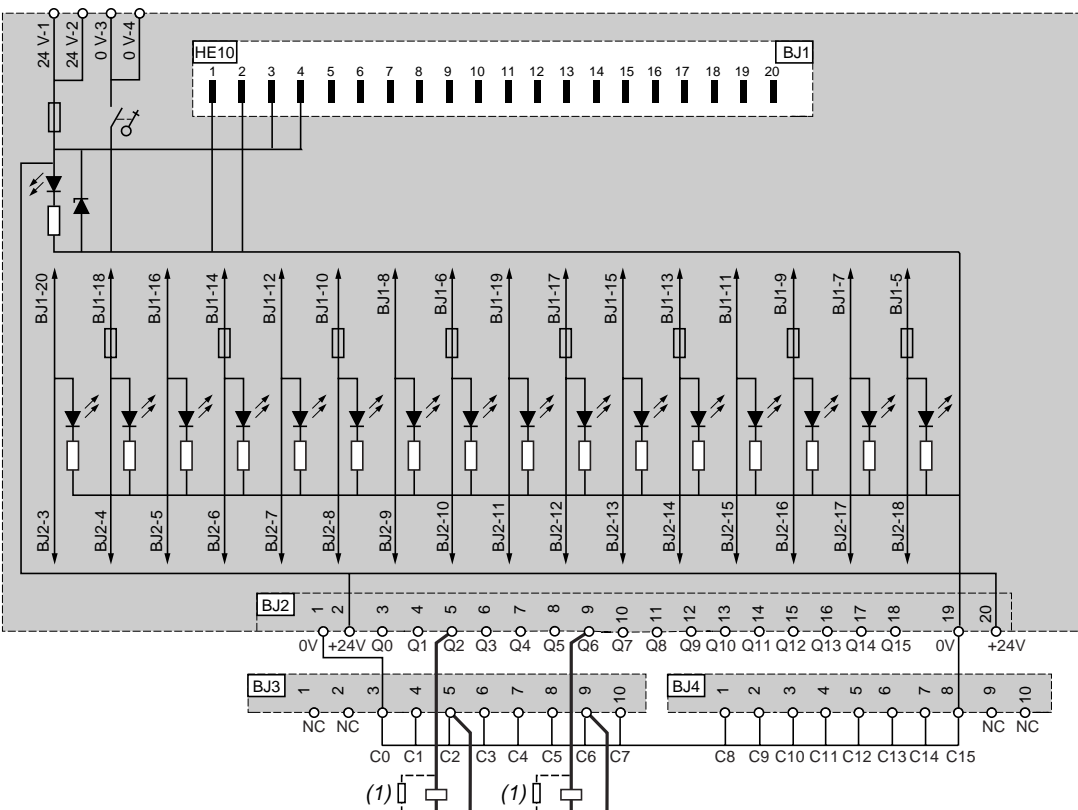 24 V-1
24 V-2
0 V-3
0 V-4
HE10 BJ1
1 2 3 4 5 6 7 8 9 10 11 12 13 14 15 16 17 18 19 20
BJ1-20 BJ1-18 BJ1-16 BJ1-14 BJ1-12 BJ1-10 BJ1-8 BJ1-6 BJ1-19 BJ1-17 BJ1-15 BJ1-13 BJ1-11 BJ1-9 BJ1-7 BJ1-5
BJ2-3 BJ2-4 BJ2-5 BJ2-6 BJ2-7 BJ2-8 BJ2-9 BJ2-10 BJ2-11 BJ2-12 BJ2-13 BJ2-14 BJ2-15 BJ2-16 BJ2-17 BJ2-18
BJ2 1 2 3 4 5 6 7 8 9 10 11 12 13 14 15 16 17 18 19 20
0V +24V Q0 Q1 Q2 Q3 Q4 Q5 Q6 Q7 Q8 Q9 Q10 Q11 Q12 Q13 Q14 Q15 0V +24V
BJ3 1 2 3 4 5 6 7 8 9 10 BJ4 1 2 3 4 5 6 7 8 9 10
NC NC NC NC
C0 C1 C2 C3 C4 C5 C6 C7 C8 C9 C10 C11 C12 C13 C14 C15
(1) (1)